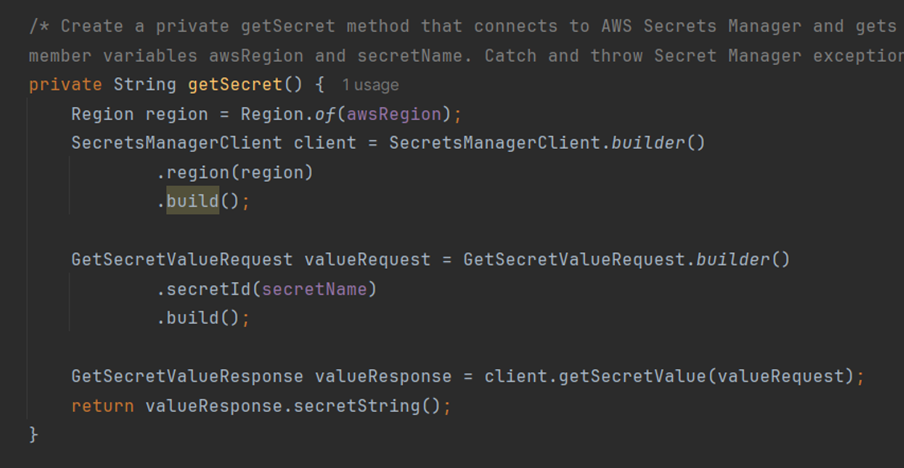 /* Create a private getSecret method that connects to AWS Secrets Manager and gets
member variables awsRegion and secretName. Catch and throw Secret Manager exception
private String getSecret() { 1 usage
Region region = Region.of(awsRegion);
SecretsManagerClient client = SecretsManagerClient.builder()
.region(region)
.build();
GetSecretValueRequest valueRequest = GetSecretValueRequest.builder()
.secretId(secretName)
.build();
GetSecretValueResponse valueResponse = client.getSecretValue(valueRequest);
return valueResponse.secretString();
}